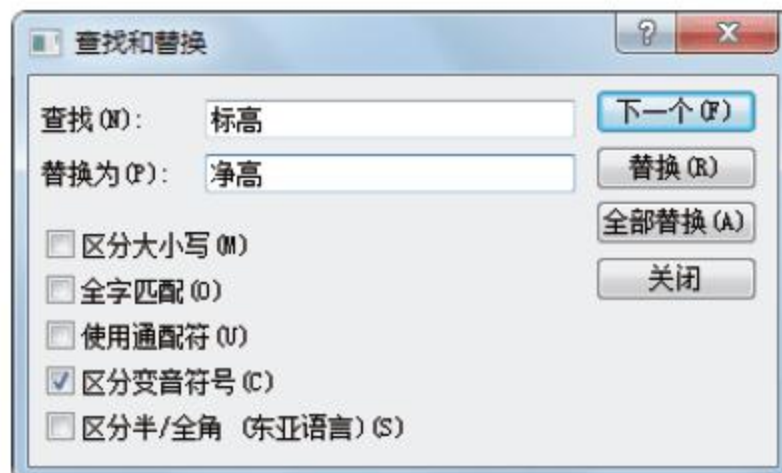 查找和替换
查找(N): 标高 下一个(F)
替换为(P): 净高 替换(R)
全部替换(A)
区分大小写(M)
关闭
全字匹配(O)
使用通配符(U)
区分变音符号(C)
区分半/全角 (东亚语言)(S)